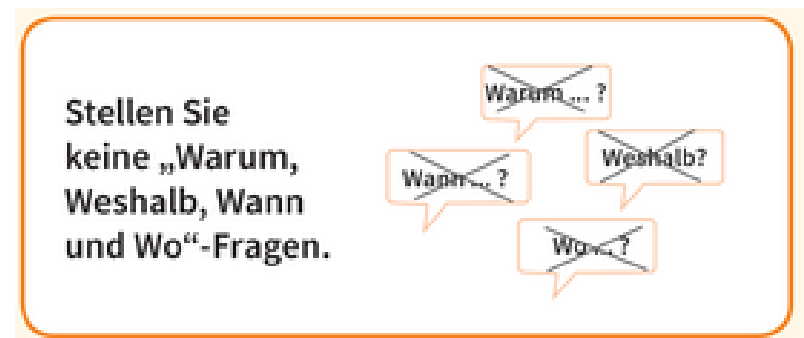 Stellen Sie
keine „Warum,
Weshalb, Wann
und Wo“-Fragen.
Warum ... ?
Weshalb?
Wann ... ?
Wo ... ?